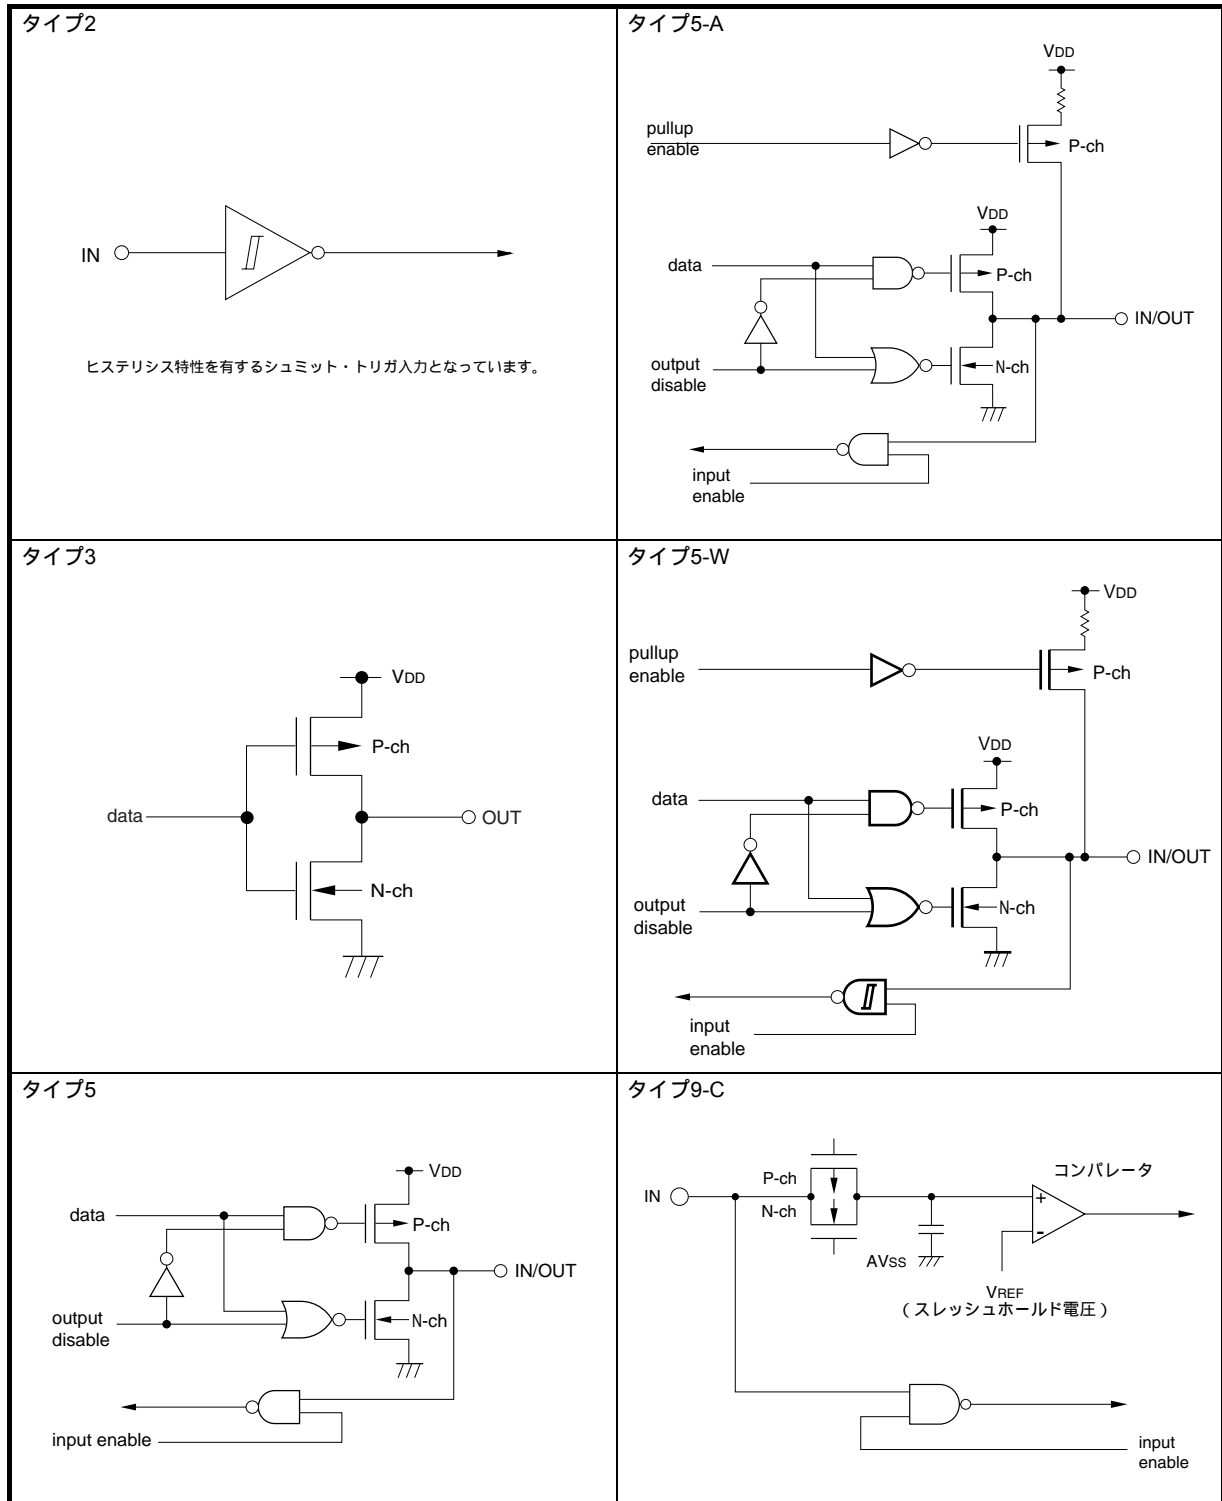 タイプ2
IN
ヒステリシス特性を有するシュミット・トリガ入力となっています。
タイプ5-A
VDD
pullup
enable
P-ch
VDD
data
P-ch
IN/OUT
output
disable
N-ch
input
enable
タイプ3
VDD
P-ch
data
OUT
N-ch
タイプ5-W
VDD
pullup
enable
P-ch
VDD
data
P-ch
IN/OUT
output
disable
N-ch
input
enable
タイプ5
VDD
data
P-ch
IN/OUT
output
disable
N-ch
input enable
タイプ9-C
コンパレータ
P-ch
IN
N-ch
+
-
AVSS
VREF
(スレッシュホールド電圧)
input
enable